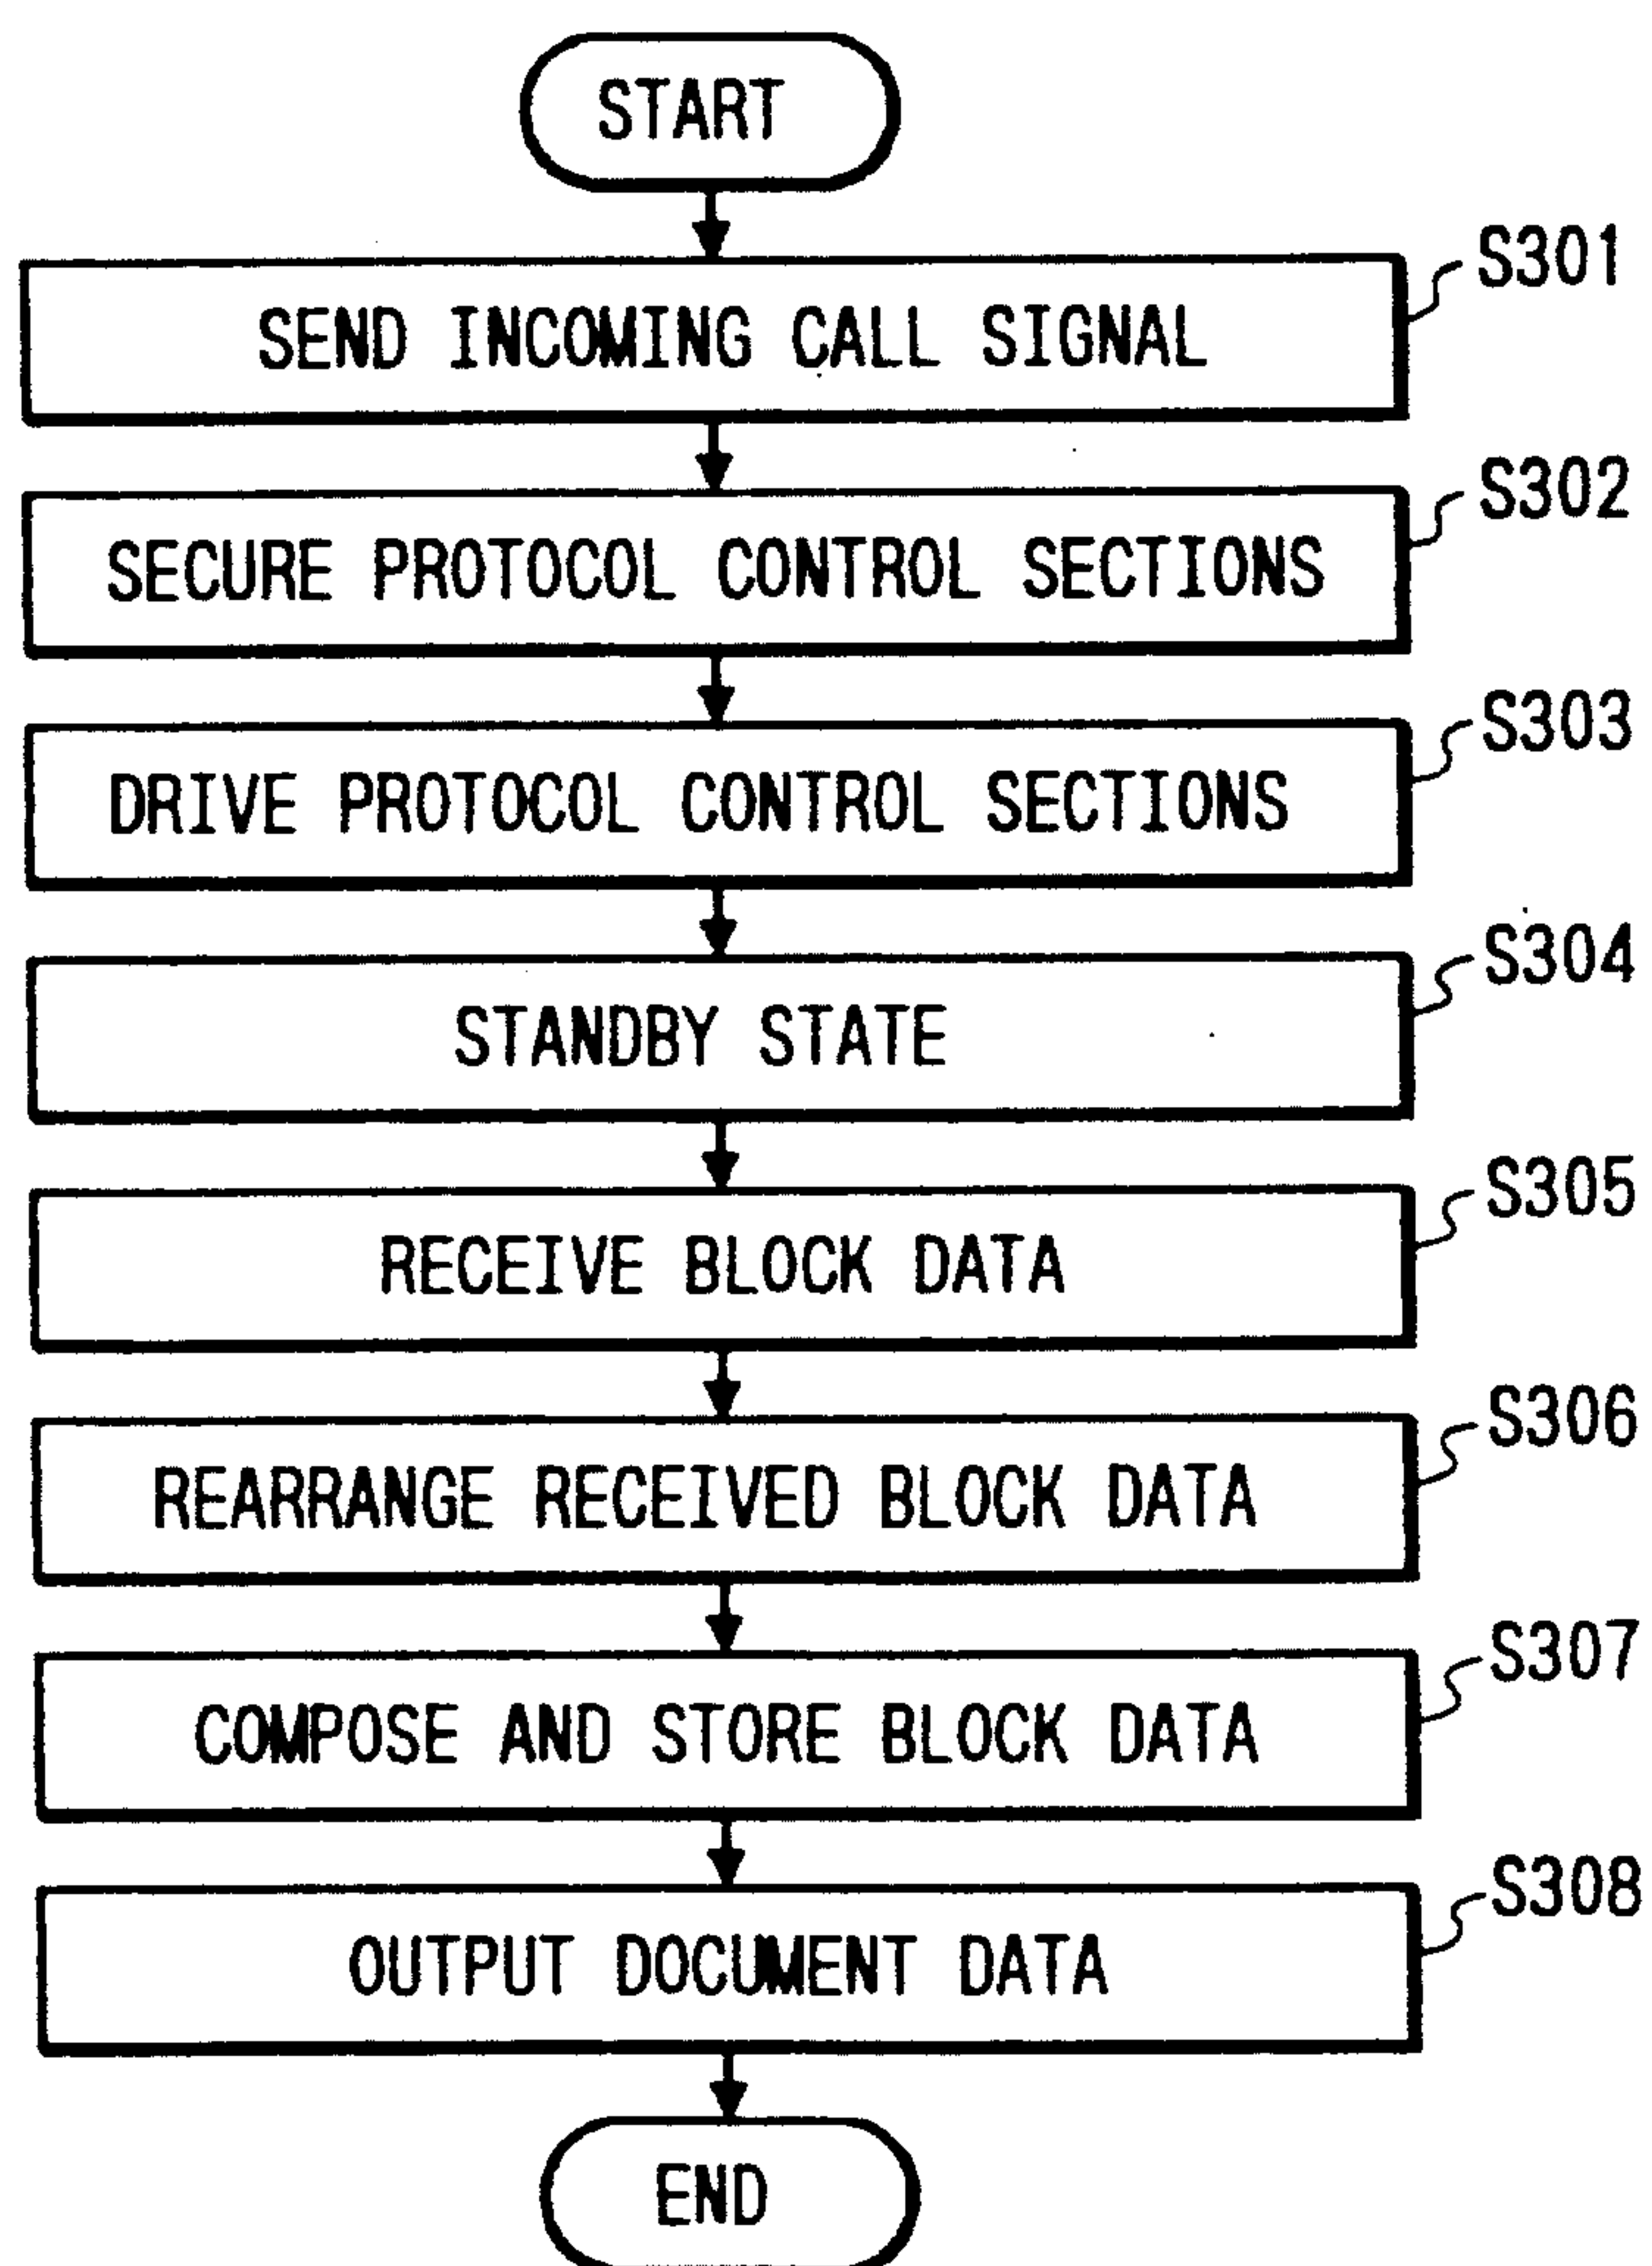 START
S301
SEND INCOMING CALL SIGNAL
S302
SECURE PROTOCOL CONTROL SECTIONS
S303
DRIVE PROTOCOL CONTROL SECTIONS
S304
STANDBY STATE
S305
RECEIVE BLOCK DATA
S306
REARRANGE RECEIVED BLOCK DATA
S307
COMPOSE AND STORE BLOCK DATA
S308
OUTPUT DOCUMENT DATA
END